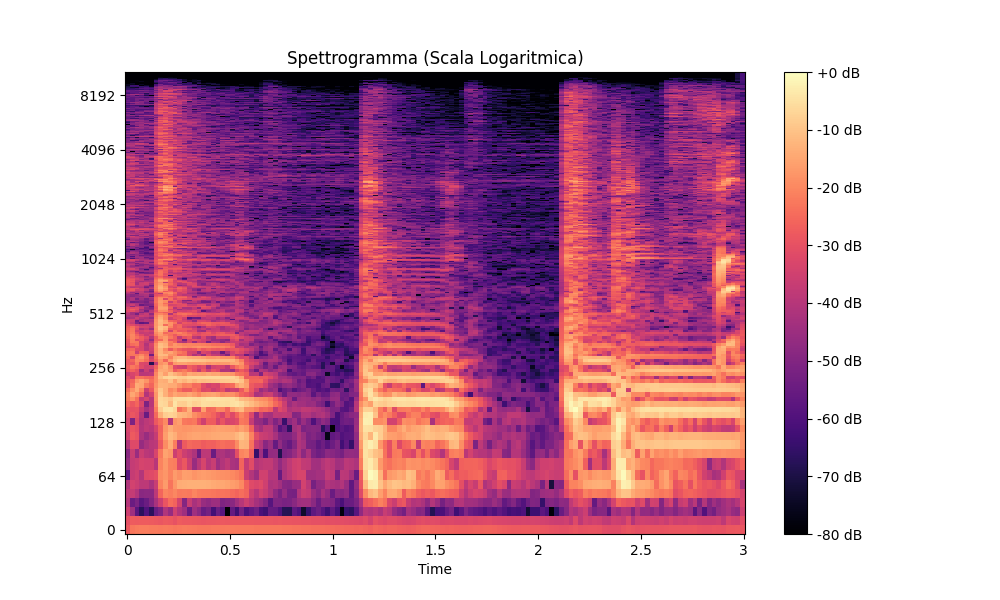 Spettrogramma (Scala Logaritmica)
Hz
8192
4096
2048
1024
512
256
128
64
0
0 0.5 1 1.5 2 2.5 3
Time
+0 dB
-10 dB
-20 dB
-30 dB
-40 dB
-50 dB
-60 dB
-70 dB
-80 dB